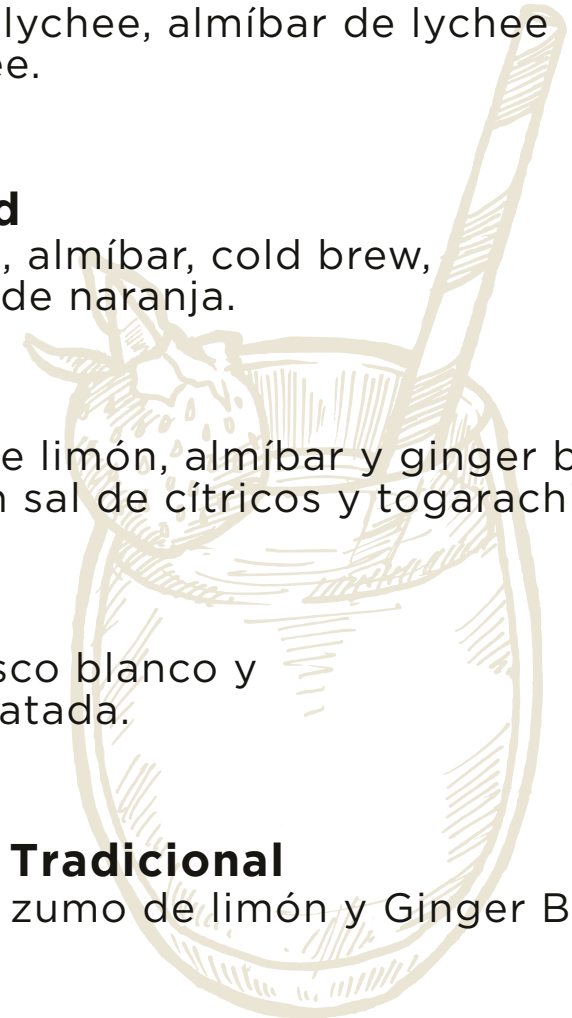 lychee, almíbar de lychee
ee.
d
, almíbar, cold brew,
de naranja.
e limón, almíbar y ginger b
n sal de cítricos y togarach
sco blanco y
atada.
Tradicional
zumo de limón y Ginger B